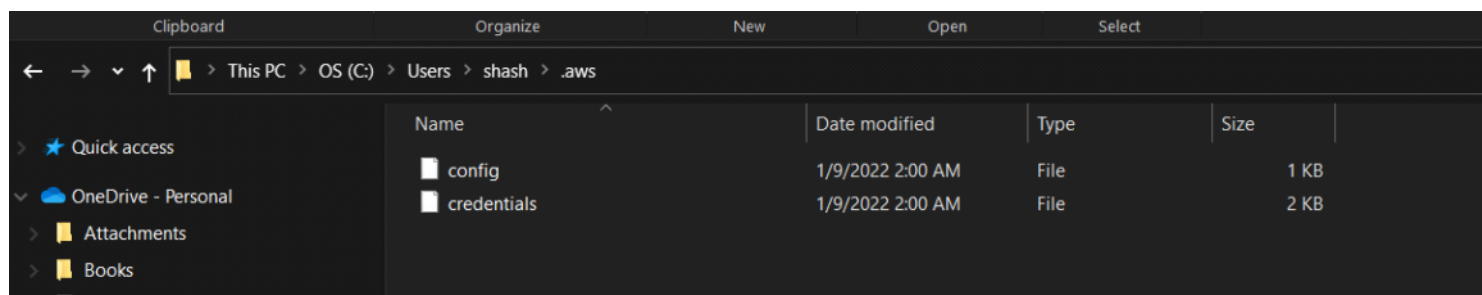 Clipboard Organize New Open Select
This PC > OS (C:) > Users > shash > .aws
Name Date modified Type Size
Quick access
config 1/9/2022 2:00 AM File 1 KB
OneDrive - Personal
credentials 1/9/2022 2:00 AM File 2 KB
Attachments
Books